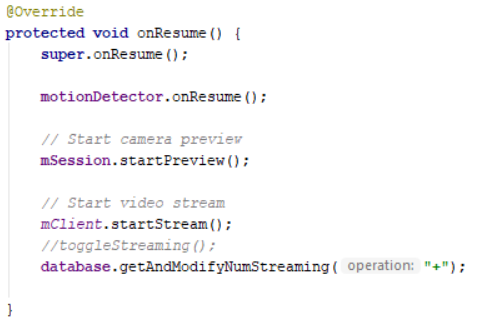 @Override
protected void onResume() {
    super.onResume();
    motionDetector.onResume();
    // Start camera preview
    mSession.startPreview();
    // Start video stream
    mClient.startStream();
    //toggleStreaming();
    database.getAndModifyNumStreaming( operation: "+");
}